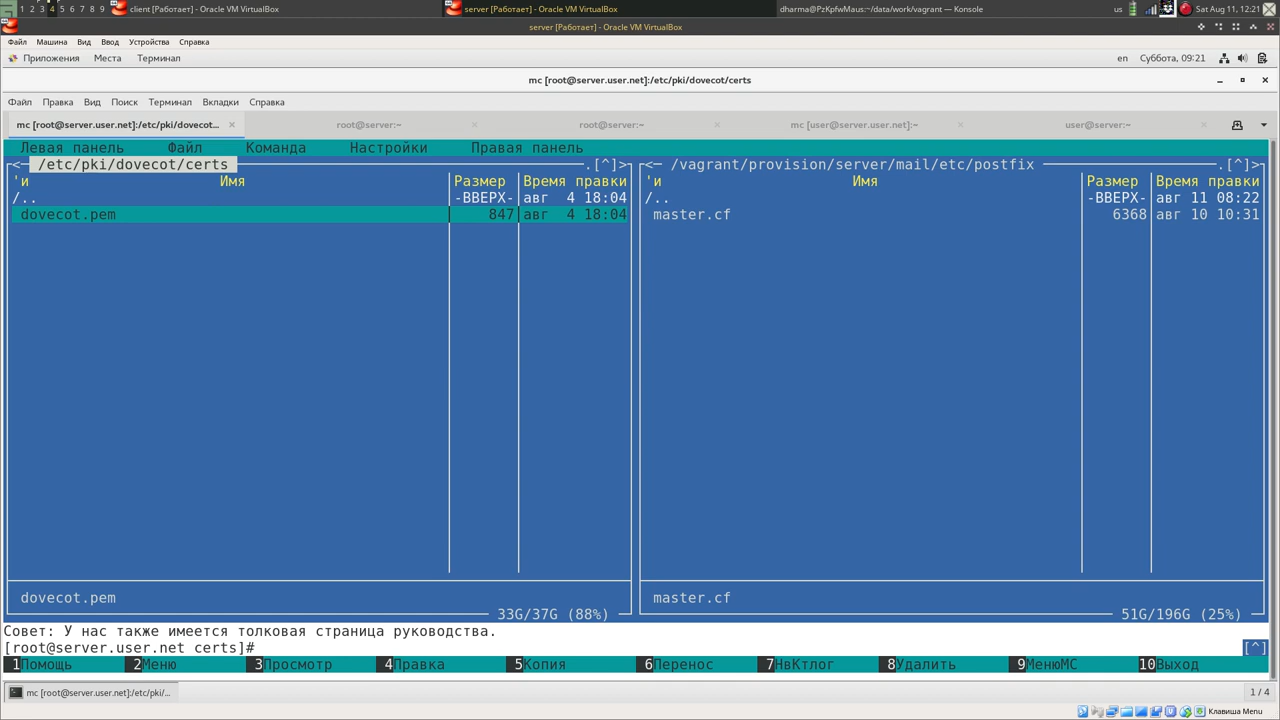 1 2 3 4 5 6 7 8 9 client [Работает] - Oracle VM VirtualBox server [Работает] - Oracle VM VirtualBox dharma@PzKpfwMaus:~/data/work/vagrant — Konsole us Sat Aug 11, 12:21
server [Работает] - Oracle VM VirtualBox
Файл Машина Вид Ввод Устройства Справка
Приложения Места Терминал en Суббота, 09:21
mc [root@server.user.net]:/etc/pki/dovecot/certs
Файл Правка Вид Поиск Терминал Вкладки Справка
mc [root@server.user.net]:/etc/pki/dovecot... × root@server:~ × root@server:~ × mc [user@server.user.net]:~ × user@server:~ ×
Левая панель Файл Команда Настройки Правая панель
<─ /etc/pki/dovecot/certs .[^]> <─ /vagrant/provision/server/mail/etc/postfix .[^]>
'и Имя Размер Время правки 'и Имя Размер Время правки
/.. -ВВЕРХ- авг 4 18:04 /.. -ВВЕРХ- авг 11 08:22
dovecot.pem 847 авг 4 18:04 master.cf 6368 авг 10 10:31
dovecot.pem master.cf
33G/37G (88%) 51G/196G (25%)
Совет: У нас также имеется толковая страница руководства.
[root@server.user.net certs]# [^]
1Помощь 2Меню 3Просмотр 4Правка 5Копия 6Перенос 7НвКтлог 8Удалить 9МенюМС 10Выход
mc [root@server.user.net]:/etc/pki/... 1 / 4
Клавиша Menu